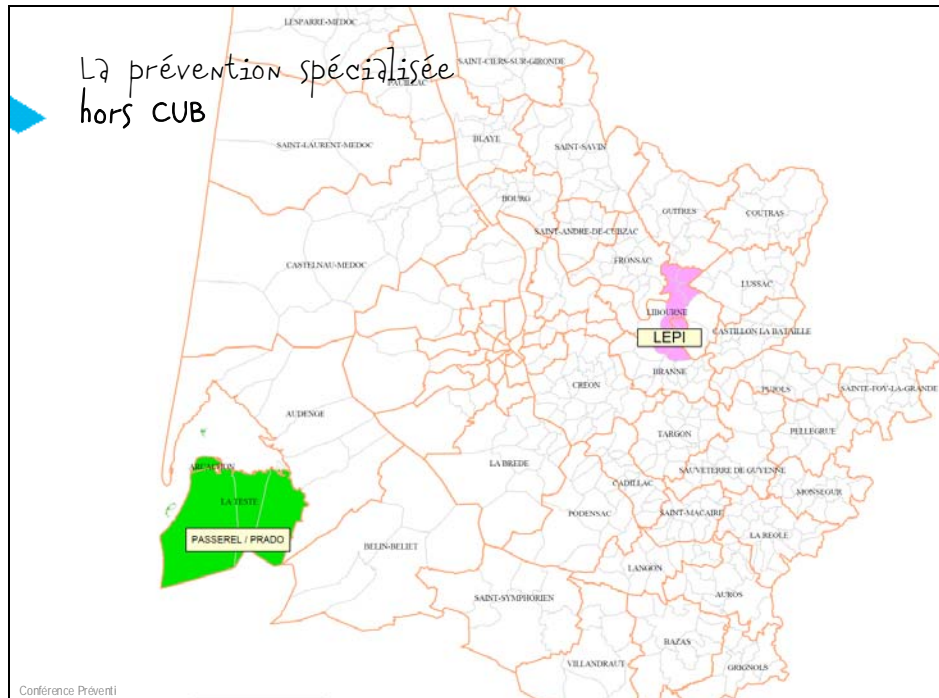 LESPARRE-MEDOC
La prévention spécialisée
hors CUB
SAINT-CIERS-SUR-GIRONDE
PAUILLAC
SAINT-LAURENT-MEDOC
BLAYE
SAINT-SAVIN
BOURG
GUITRES
COUTRAS
SAINT-ANDRE-DE-CUBZAC
CASTELNAU-MEDOC
FRONSAC
LUSSAC
LIBOURNE
CASTILLON LA BATAILLE
LEPI
BRANNE
CREON
PUJOLS
SAINTE-FOY-LA-GRANDE
AUDENGE
TARGON
PELLEGRUE
ARCACHON
LA BREDE
SAUVETERRE DE GUYENNE
CADILLAC
MONSEGUR
LA TESTE
PODENSAC
SAINT-MACAIRE
LA REOLE
PASSEREL / PRADO
BELIN-BELIET
LANGON
AUROS
SAINT-SYMPHORIEN
BAZAS
VILLANDRAUT
GRIGNOLS
Conférence Préventi